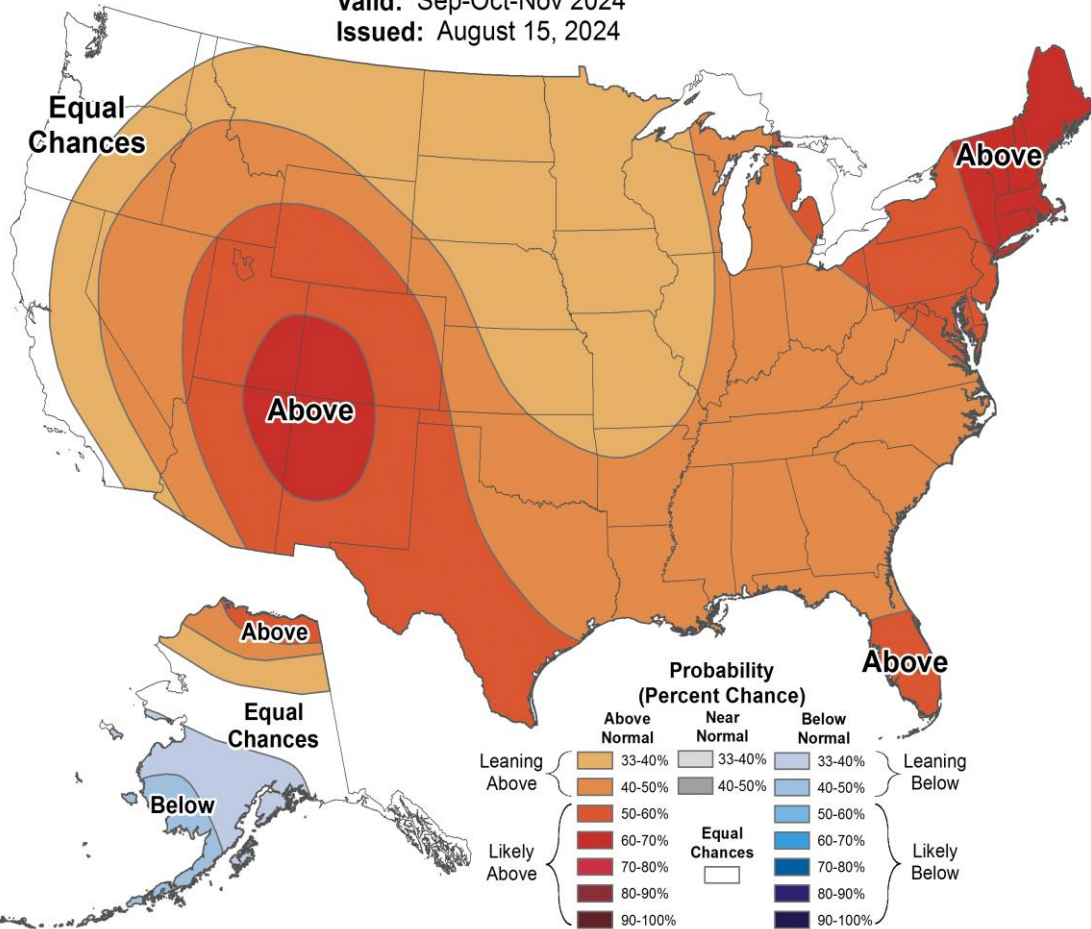 Valid: Sep-Oct-Nov 2024
Issued: August 15, 2024
Equal
Chances
Above
Above
Above
Above
Equal
Chances
Below
Probability
(Percent Chance)
Above
Normal
Near
Normal
Below
Normal
Leaning
Above
33-40%
40-50%
33-40%
40-50%
33-40%
40-50%
Leaning
Below
Likely
Above
50-60%
60-70%
70-80%
80-90%
90-100%
Equal
Chances
50-60%
60-70%
70-80%
80-90%
90-100%
Likely
Below